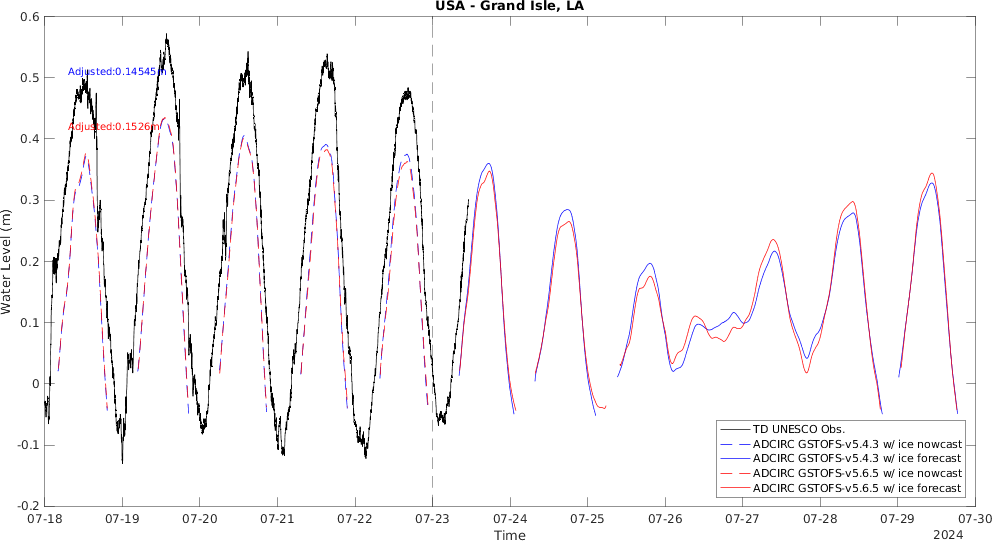 USA - Grand Isle, LA
0.6
0.5
0.4
0.3
0.2
0.1
0
-0.1
-0.2
Water Level (m)
Adjusted:0.14545m
Adjusted:0.1526m
TD UNESCO Obs.
ADCIRC GSTOFS-v5.4.3 w/ ice nowcast
ADCIRC GSTOFS-v5.4.3 w/ ice forecast
ADCIRC GSTOFS-v5.6.5 w/ ice nowcast
ADCIRC GSTOFS-v5.6.5 w/ ice forecast
07-18 07-19 07-20 07-21 07-22 07-23 07-24 07-25 07-26 07-27 07-28 07-29 07-30
Time
2024